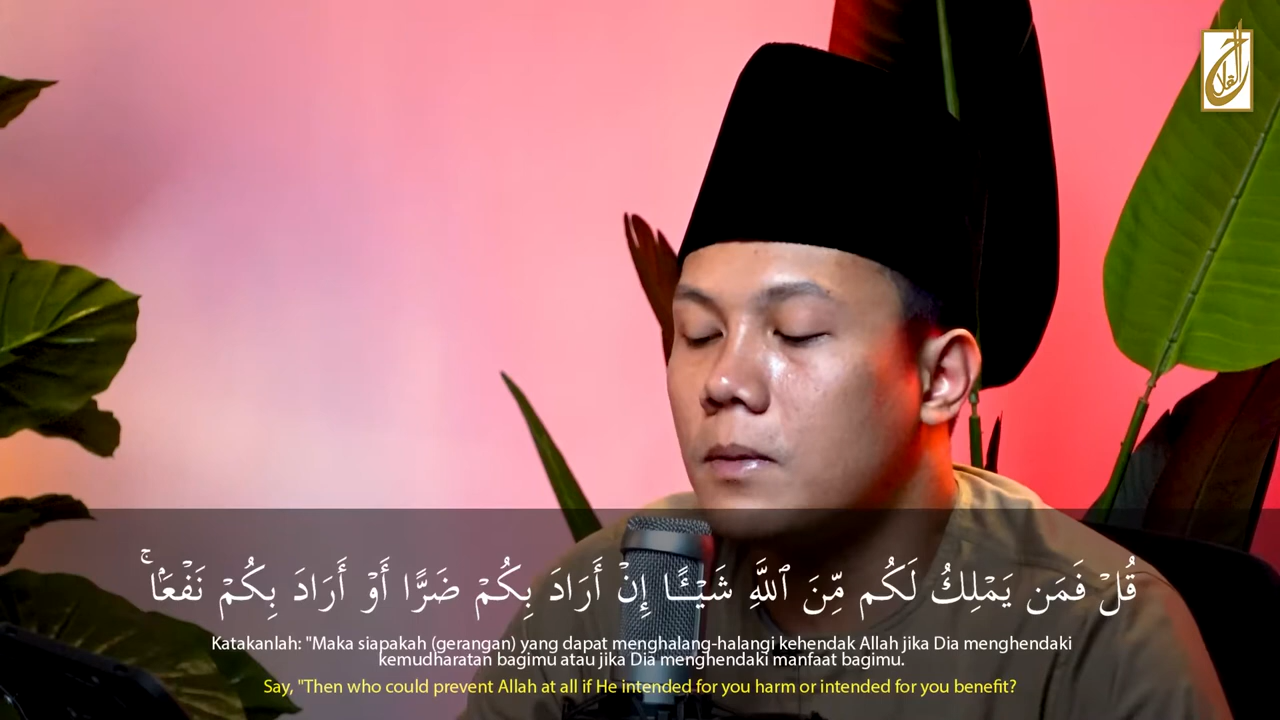 العلا
قُلْ فَمَن يَمْلِكُ لَكُم مِّنَ ٱللَّهِ شَيْـًٔا إِنْ أَرَادَ بِكُمْ ضَرًّا أَوْ أَرَادَ بِكُمْ نَفْعًۢا ۚ
Katakanlah: "Maka siapakah (gerangan) yang dapat menghalang-halangi kehendak Allah jika Dia menghendaki
kemudharatan bagimu atau jika Dia menghendaki manfaat bagimu.
Say, "Then who could prevent Allah at all if He intended for you harm or intended for you benefit?